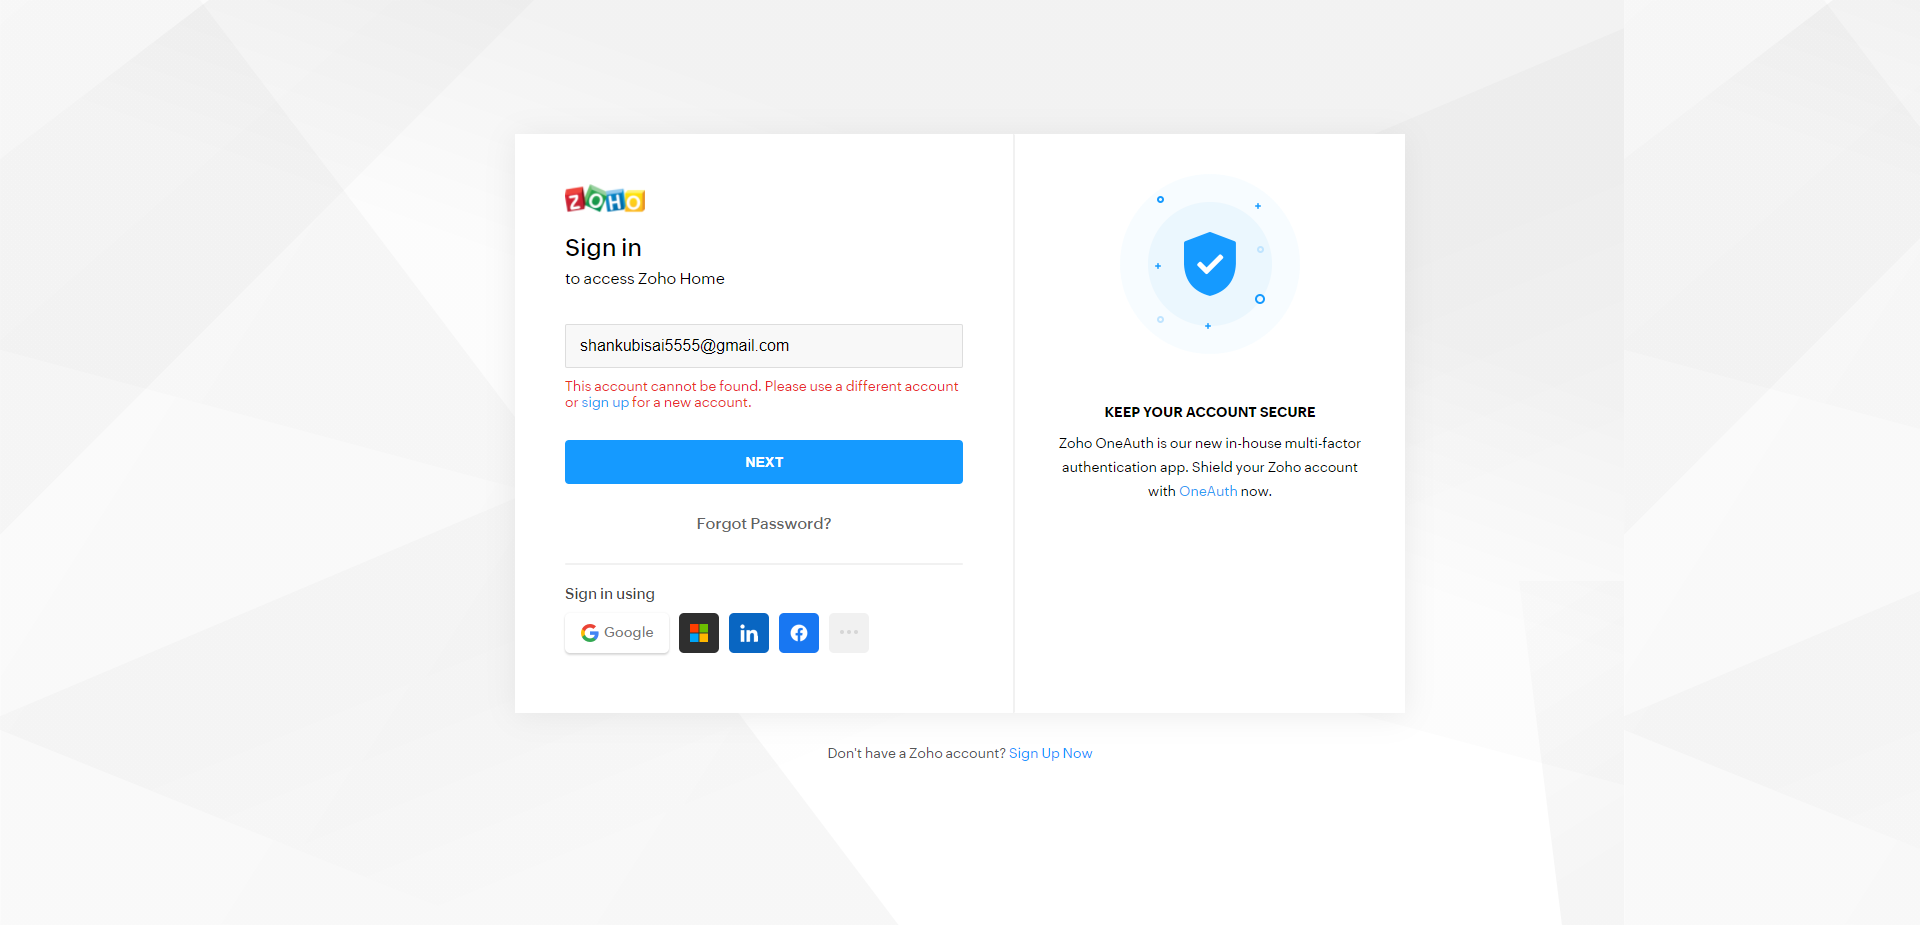 ZOHO
Sign in
to access Zoho Home
shankubisai5555@gmail.com
This account cannot be found. Please use a different account
or sign up for a new account.
NEXT
Forgot Password?
Sign in using
Google
in
KEEP YOUR ACCOUNT SECURE
Zoho OneAuth is our new in-house multi-factor
authentication app. Shield your Zoho account
with OneAuth now.
Don't have a Zoho account? Sign Up Now